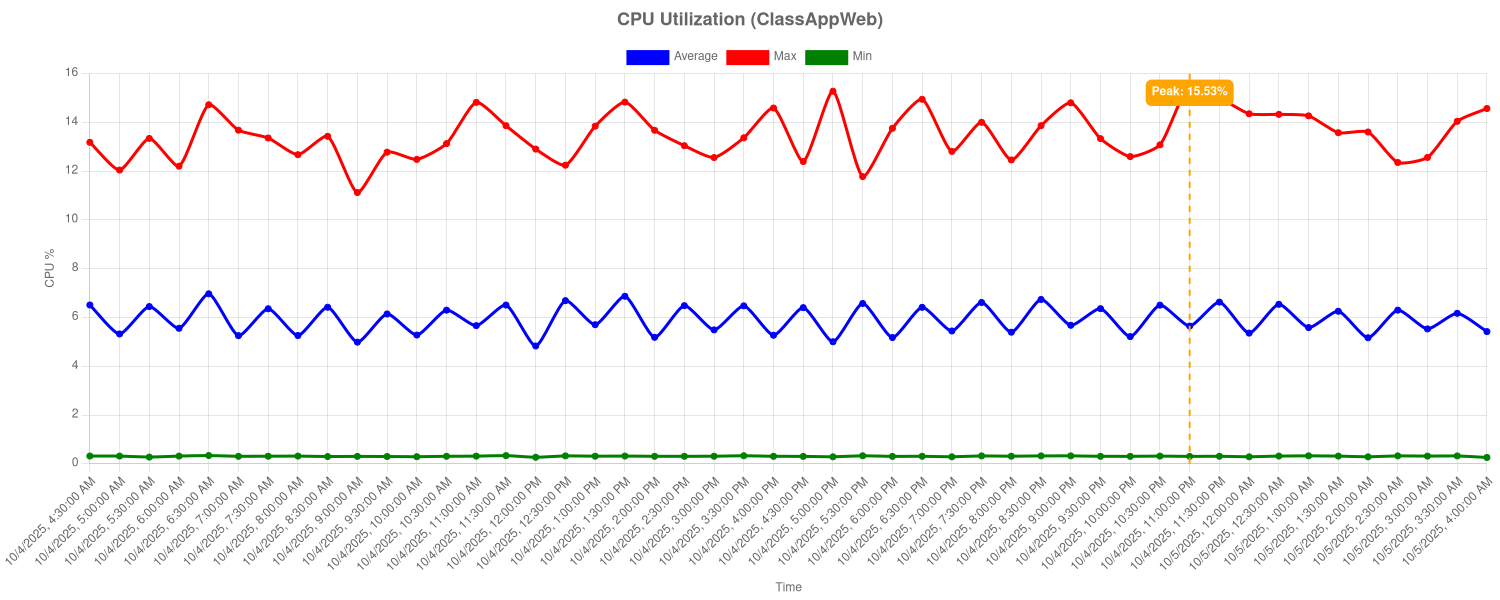 CPU Utilization (ClassAppWeb)
Average Max Min
Peak: 15.53%
CPU %
16
14
12
10
8
6
4
2
0
10/4/2025, 4:30:00 AM
10/4/2025, 5:00:00 AM
10/4/2025, 5:30:00 AM
10/4/2025, 6:00:00 AM
10/4/2025, 6:30:00 AM
10/4/2025, 7:00:00 AM
10/4/2025, 7:30:00 AM
10/4/2025, 8:00:00 AM
10/4/2025, 8:30:00 AM
10/4/2025, 9:00:00 AM
10/4/2025, 9:30:00 AM
10/4/2025, 10:00:00 AM
10/4/2025, 10:30:00 AM
10/4/2025, 11:00:00 AM
10/4/2025, 11:30:00 AM
10/4/2025, 12:00:00 PM
10/4/2025, 12:30:00 PM
10/4/2025, 1:00:00 PM
10/4/2025, 1:30:00 PM
10/4/2025, 2:00:00 PM
10/4/2025, 2:30:00 PM
10/4/2025, 3:00:00 PM
10/4/2025, 3:30:00 PM
10/4/2025, 4:00:00 PM
10/4/2025, 4:30:00 PM
10/4/2025, 5:00:00 PM
10/4/2025, 5:30:00 PM
10/4/2025, 6:00:00 PM
10/4/2025, 6:30:00 PM
10/4/2025, 7:00:00 PM
10/4/2025, 7:30:00 PM
10/4/2025, 8:00:00 PM
10/4/2025, 8:30:00 PM
10/4/2025, 9:00:00 PM
10/4/2025, 9:30:00 PM
10/4/2025, 10:00:00 PM
10/4/2025, 10:30:00 PM
10/4/2025, 11:00:00 PM
10/4/2025, 11:30:00 PM
10/5/2025, 12:00:00 AM
10/5/2025, 12:30:00 AM
10/5/2025, 1:00:00 AM
10/5/2025, 1:30:00 AM
10/5/2025, 2:00:00 AM
10/5/2025, 2:30:00 AM
10/5/2025, 3:00:00 AM
10/5/2025, 3:30:00 AM
10/5/2025, 4:00:00 AM
Time